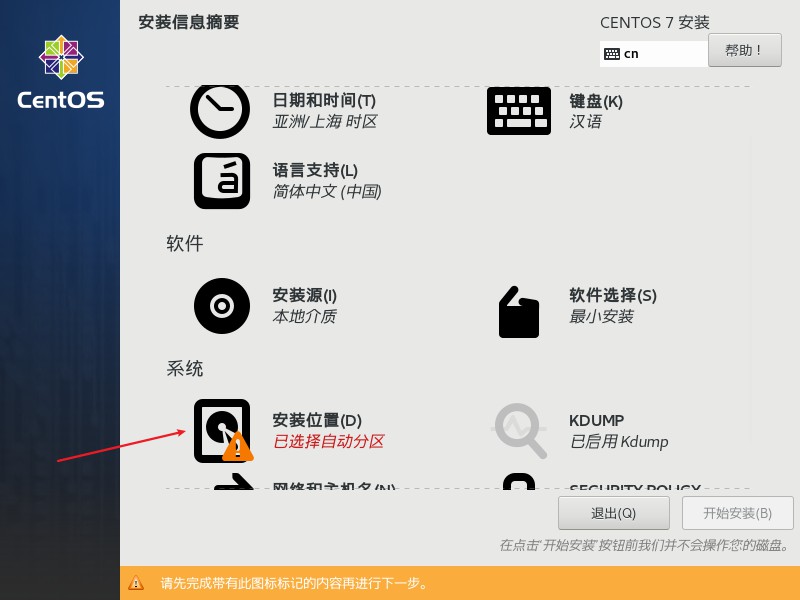 安装信息摘要
CENTOS 7 安装
cn
帮助！
CentOS
日期和时间(T)
亚洲/上海 时区
键盘(K)
汉语
语言支持(L)
简体中文 (中国)
软件
安装源(I)
本地介质
软件选择(S)
最小安装
系统
安装位置(D)
已选择自动分区
KDUMP
已启用 Kdump
网络和主机名(N)
SECURITY POLICY
退出(Q)
开始安装(B)
在点击'开始安装'按钮前我们并不会操作您的磁盘。
请先完成带有此图标标记的内容再进行下一步。